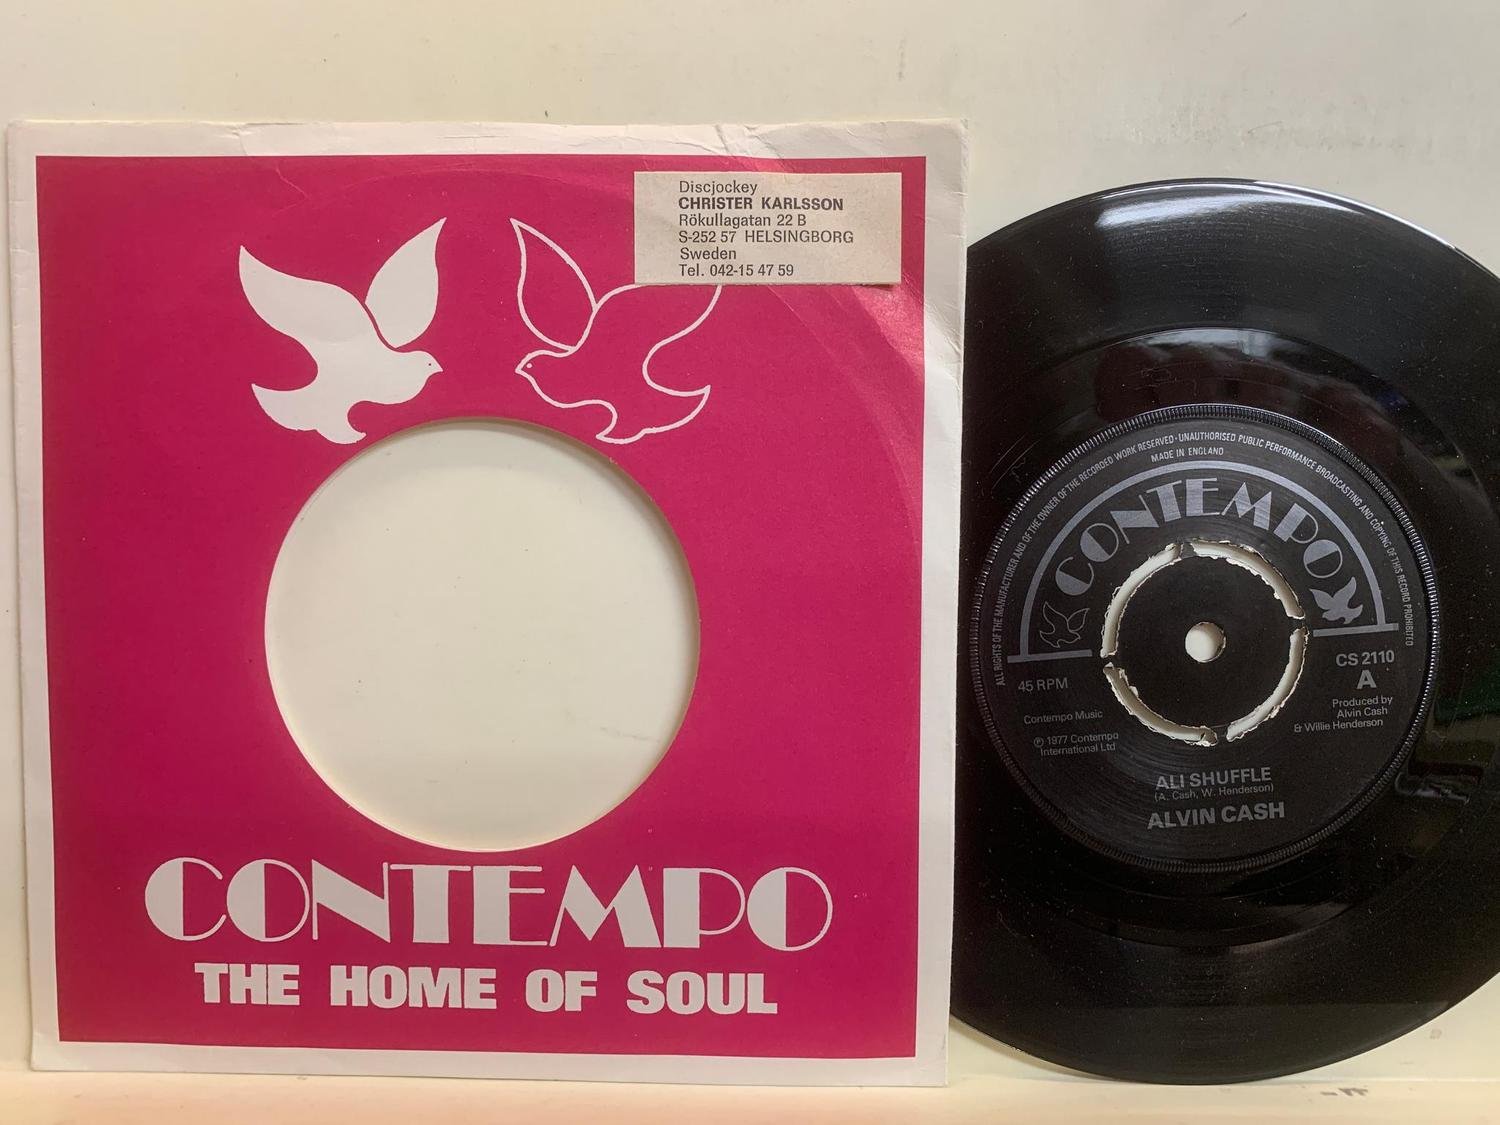 Discjockey
CHRISTER KARLSSON
Rökullagatan 22 B
S-252 57 HELSINGBORG
Sweden
Tel. 042-15 47 59
CONTEMPO
THE HOME OF SOUL
ALL RIGHTS OF THE MANUFACTURER AND OF THE OWNER OF THE RECORDED WORK RESERVED · UNAUTHORISED PUBLIC PERFORMANCE BROADCASTING AND COPYING OF THIS RECORD PROHIBITED
MADE IN ENGLAND
CONTEMPO
45 RPM
Contempo Music
℗ 1977 Contempo
International Ltd
CS 2110
A
Produced by
Alvin Cash
& Willie Henderson
ALI SHUFFLE
(A. Cash, W. Henderson)
ALVIN CASH